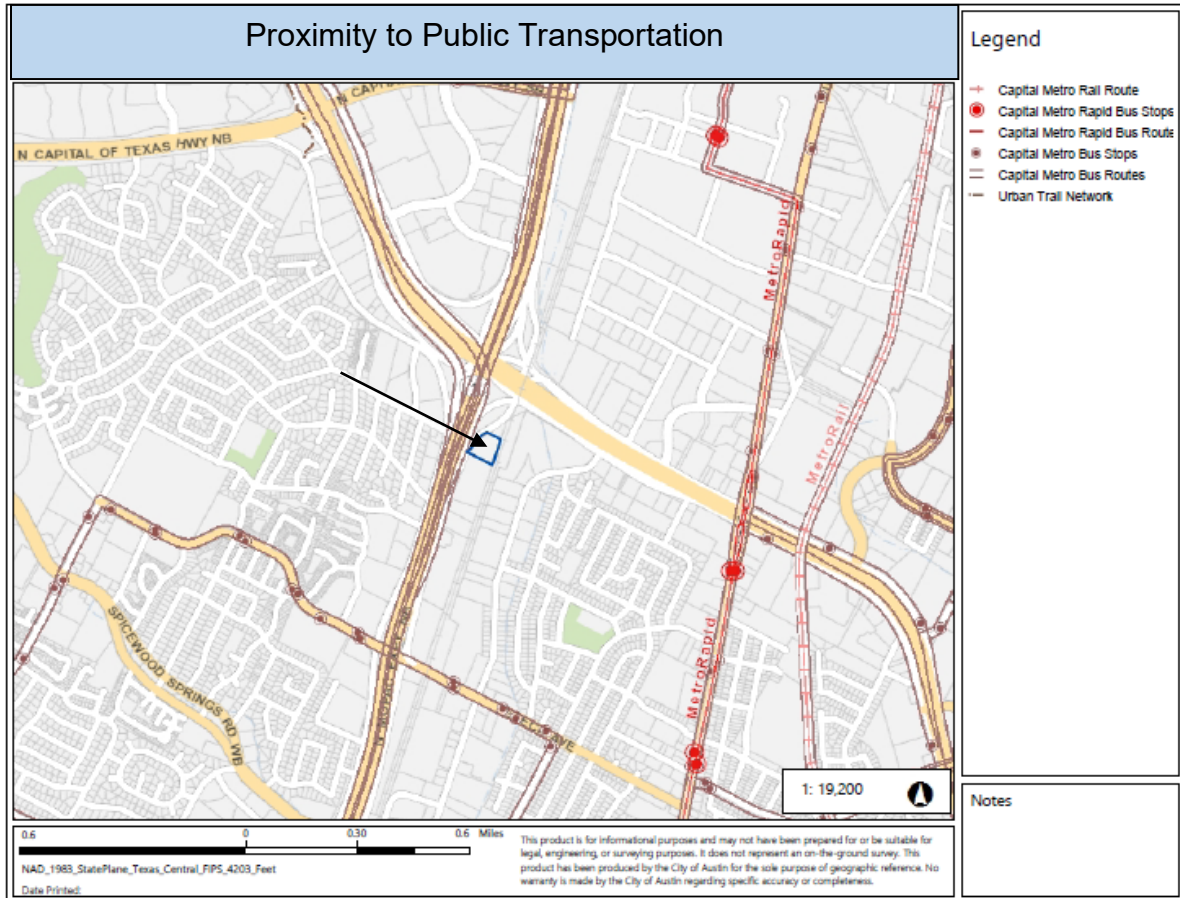 Proximity to Public Transportation
Legend
Capital Metro Rail Route
Capital Metro Rapid Bus Stops
Capital Metro Rapid Bus Route
Capital Metro Bus Stops
Capital Metro Bus Routes
Urban Trail Network
N CAPITAL OF TEXAS HWY NB
MetroRapid
MetroRail
MetroRapid
SPICEWOOD SPRINGS RD WB
AVE
1: 19,200
Notes
0.6 0 0.30 0.6 Miles
NAD_1983_StatePlane_Texas_Central_FIPS_4203_Feet
Date Printed:
This product is for informational purposes and may not have been prepared for or be suitable for
legal, engineering, or surveying purposes. It does not represent an on-the-ground survey. This
product has been produced by the City of Austin for the sole purpose of geographic reference. No
warranty is made by the City of Austin regarding specific accuracy or completeness.